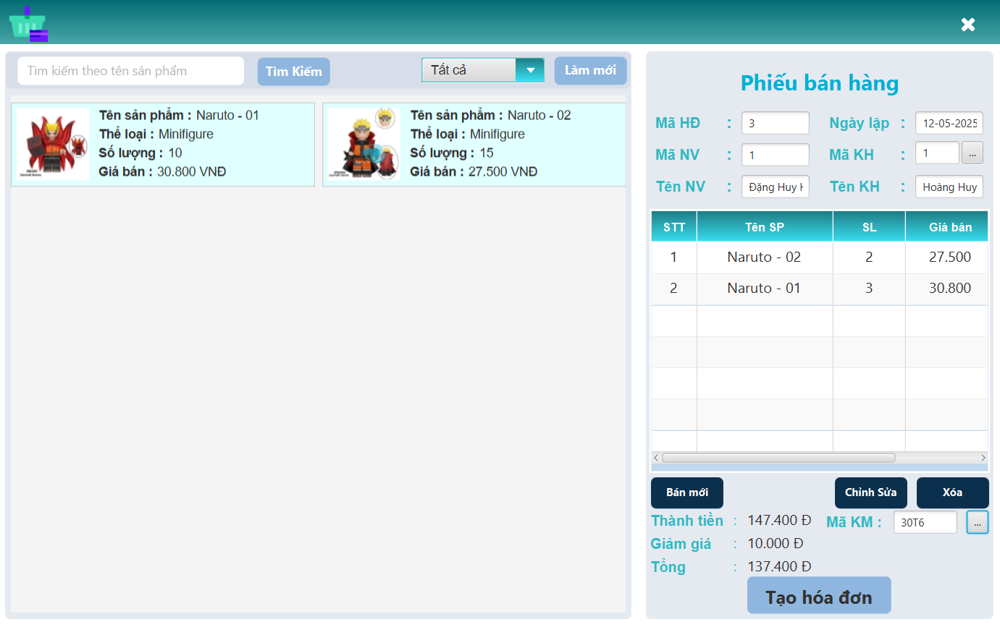 Tìm kiếm theo tên sản phẩm
Tìm Kiếm
Tất cả
Làm mới
Tên sản phẩm : Naruto - 01
Thể loại : Minifigure
Số lượng : 10
Giá bán : 30.800 VNĐ
Tên sản phẩm : Naruto - 02
Thể loại : Minifigure
Số lượng : 15
Giá bán : 27.500 VNĐ
Phiếu bán hàng
Mã HĐ : 3 Ngày lập : 12-05-2025
Mã NV : 1 Mã KH : 1 ...
Tên NV : Đặng Huy H Tên KH : Hoàng Huy
STT Tên SP SL Giá bán
1 Naruto - 02 2 27.500
2 Naruto - 01 3 30.800
Bán mới Chỉnh Sửa Xóa
Thành tiền : 147.400 Đ Mã KM : 30T6 ...
Giảm giá : 10.000 Đ
Tổng : 137.400 Đ
Tạo hóa đơn